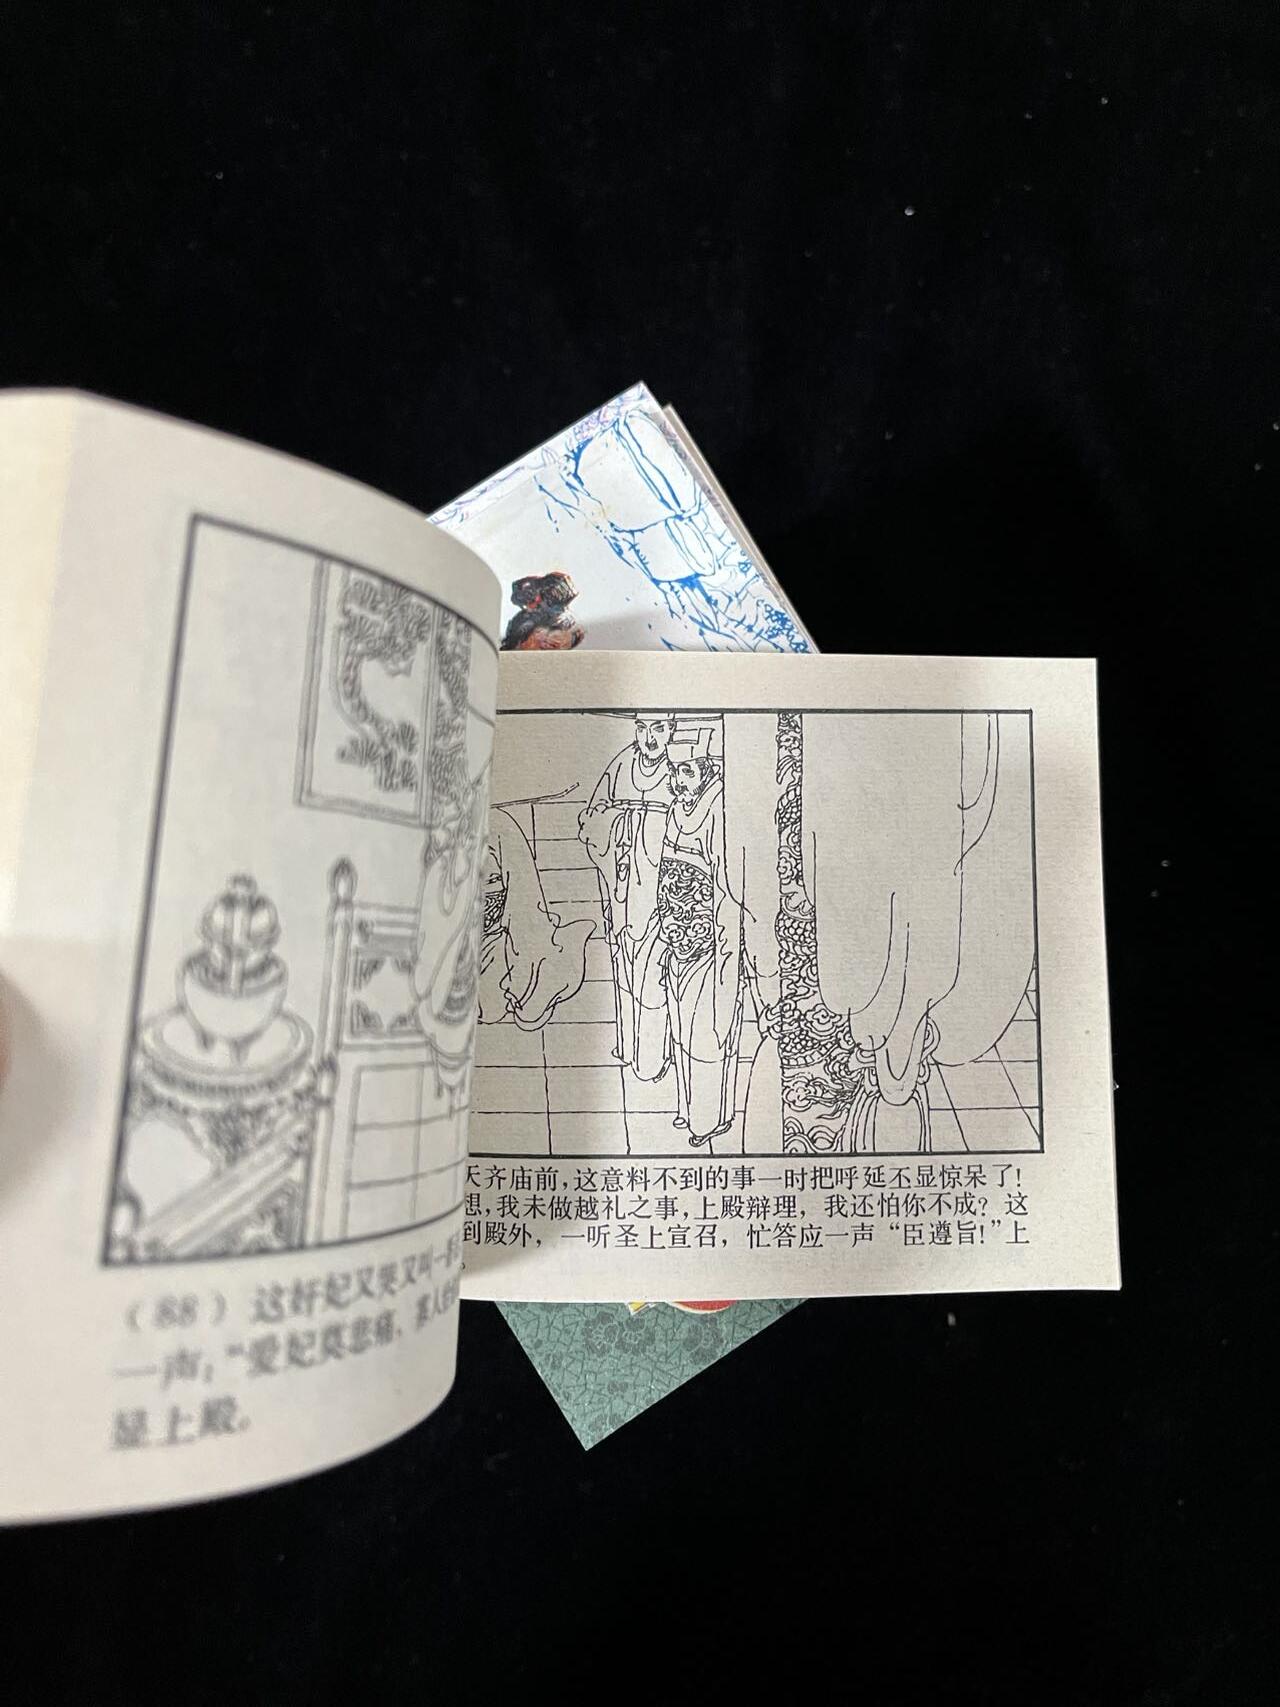 （88）这奸妃又哭又叫一
一声：“爱妃莫悲痛，寡人
显上殿。
天齐庙前，这意料不到的事一时把呼延丕显惊呆了！
想，我未做越礼之事，上殿辩理，我还怕你不成？这
到殿外，一听圣上宣召，忙答应一声“臣遵旨！”上